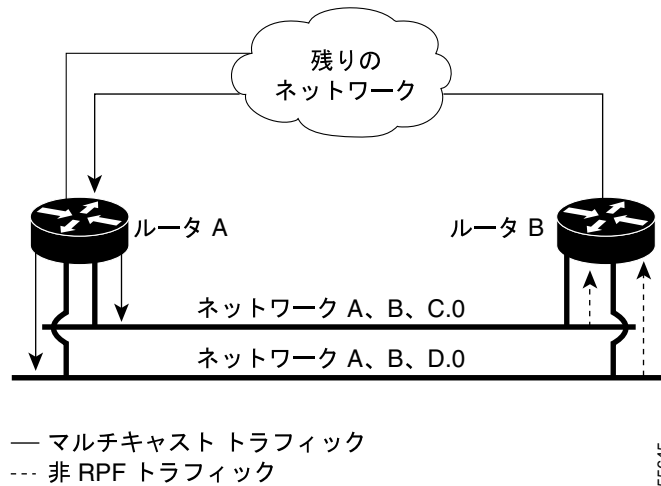 残りの
ネットワーク
ルータ A
ルータ B
ネットワーク A、B、C.0
ネットワーク A、B、D.0
マルチキャスト トラフィック
非 RPF トラフィック